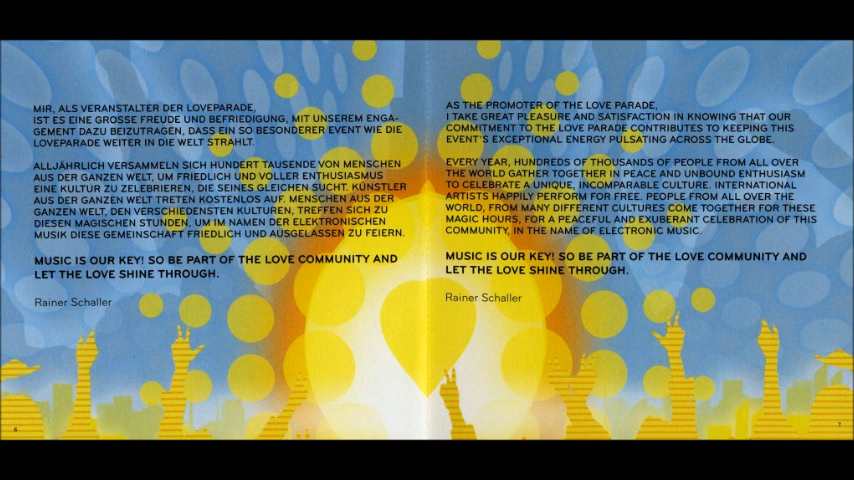 MIR, ALS VERANSTALTER DER LOVEPARADE,
IST ES EINE GROSSE FREUDE UND BEFRIEDIGUNG, MIT UNSEREM ENGA-
GEMENT DAZU BEIZUTRAGEN, DASS EIN SO BESONDERER EVENT WIE DIE
LOVEPARADE WEITER IN DIE WELT STRAHLT.
ALLJÄHRLICH VERSAMMELN SICH HUNDERT TAUSENDE VON MENSCHEN
AUS DER GANZEN WELT, UM FRIEDLICH UND VOLLER ENTHUSIASMUS
EINE KULTUR ZU ZELEBRIEREN, DIE SEINES GLEICHEN SUCHT. KÜNSTLER
AUS DER GANZEN WELT TRETEN KOSTENLOS AUF. MENSCHEN AUS DER
GANZEN WELT, DEN VERSCHIEDENSTEN KULTUREN, TREFFEN SICH ZU
DIESEN MAGISCHEN STUNDEN, UM IM NAMEN DER ELEKTRONISCHEN
MUSIK DIESE GEMEINSCHAFT FRIEDLICH UND AUSGELASSEN ZU FEIERN.
MUSIC IS OUR KEY! SO BE PART OF THE LOVE COMMUNITY AND
LET THE LOVE SHINE THROUGH.
Rainer Schaller
6
AS THE PROMOTER OF THE LOVE PARADE,
I TAKE GREAT PLEASURE AND SATISFACTION IN KNOWING THAT OUR
COMMITMENT TO THE LOVE PARADE CONTRIBUTES TO KEEPING THIS
EVENT'S EXCEPTIONAL ENERGY PULSATING ACROSS THE GLOBE.
EVERY YEAR, HUNDREDS OF THOUSANDS OF PEOPLE FROM ALL OVER
THE WORLD GATHER TOGETHER IN PEACE AND UNBOUND ENTHUSIASM
TO CELEBRATE A UNIQUE, INCOMPARABLE CULTURE. INTERNATIONAL
ARTISTS HAPPILY PERFORM FOR FREE. PEOPLE FROM ALL OVER THE
WORLD, FROM MANY DIFFERENT CULTURES COME TOGETHER FOR THESE
MAGIC HOURS, FOR A PEACEFUL AND EXUBERANT CELEBRATION OF THIS
COMMUNITY, IN THE NAME OF ELECTRONIC MUSIC.
MUSIC IS OUR KEY! SO BE PART OF THE LOVE COMMUNITY AND
LET THE LOVE SHINE THROUGH.
Rainer Schaller
7